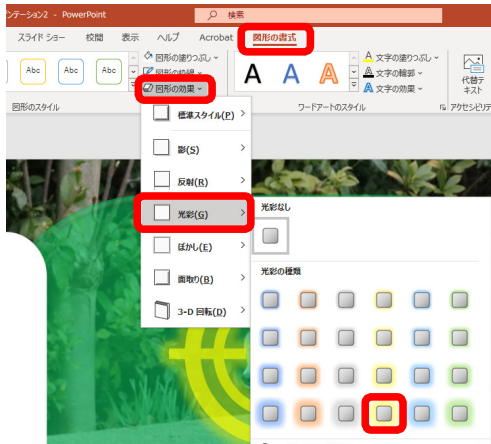 ンテーション2 - PowerPoint
検索
スライド ショー 校閲 表示 ヘルプ Acrobat 図形の書式
Abc Abc Abc
図形の塗りつぶし
図形の枠線
図形の効果
A A A
文字の塗りつぶし
文字の輪郭
文字の効果
代替テ
キスト
図形のスタイル
ワードアートのスタイル
アクセシビリテ
標準スタイル(P)
影(S)
反射(R)
光彩(G)
ぼかし(E)
面取り(B)
3-D 回転(D)
光彩なし
光彩の種類